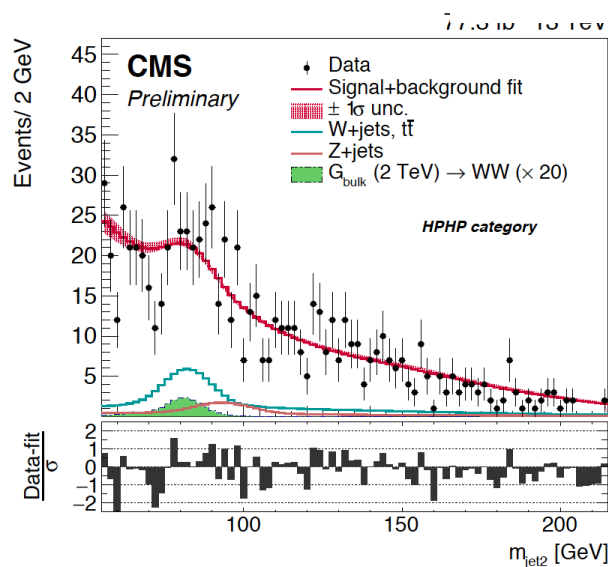 CMS
Preliminary
Data
Signal+background fit
± 1σ unc.
W+jets, tt̄
Z+jets
G_bulk (2 TeV) → WW (× 20)
HPHP category
Events/ 2 GeV
45
40
35
30
25
20
15
10
5
Data-fit
σ
2
1
0
−1
−2
100
150
200
m_jet2 [GeV]